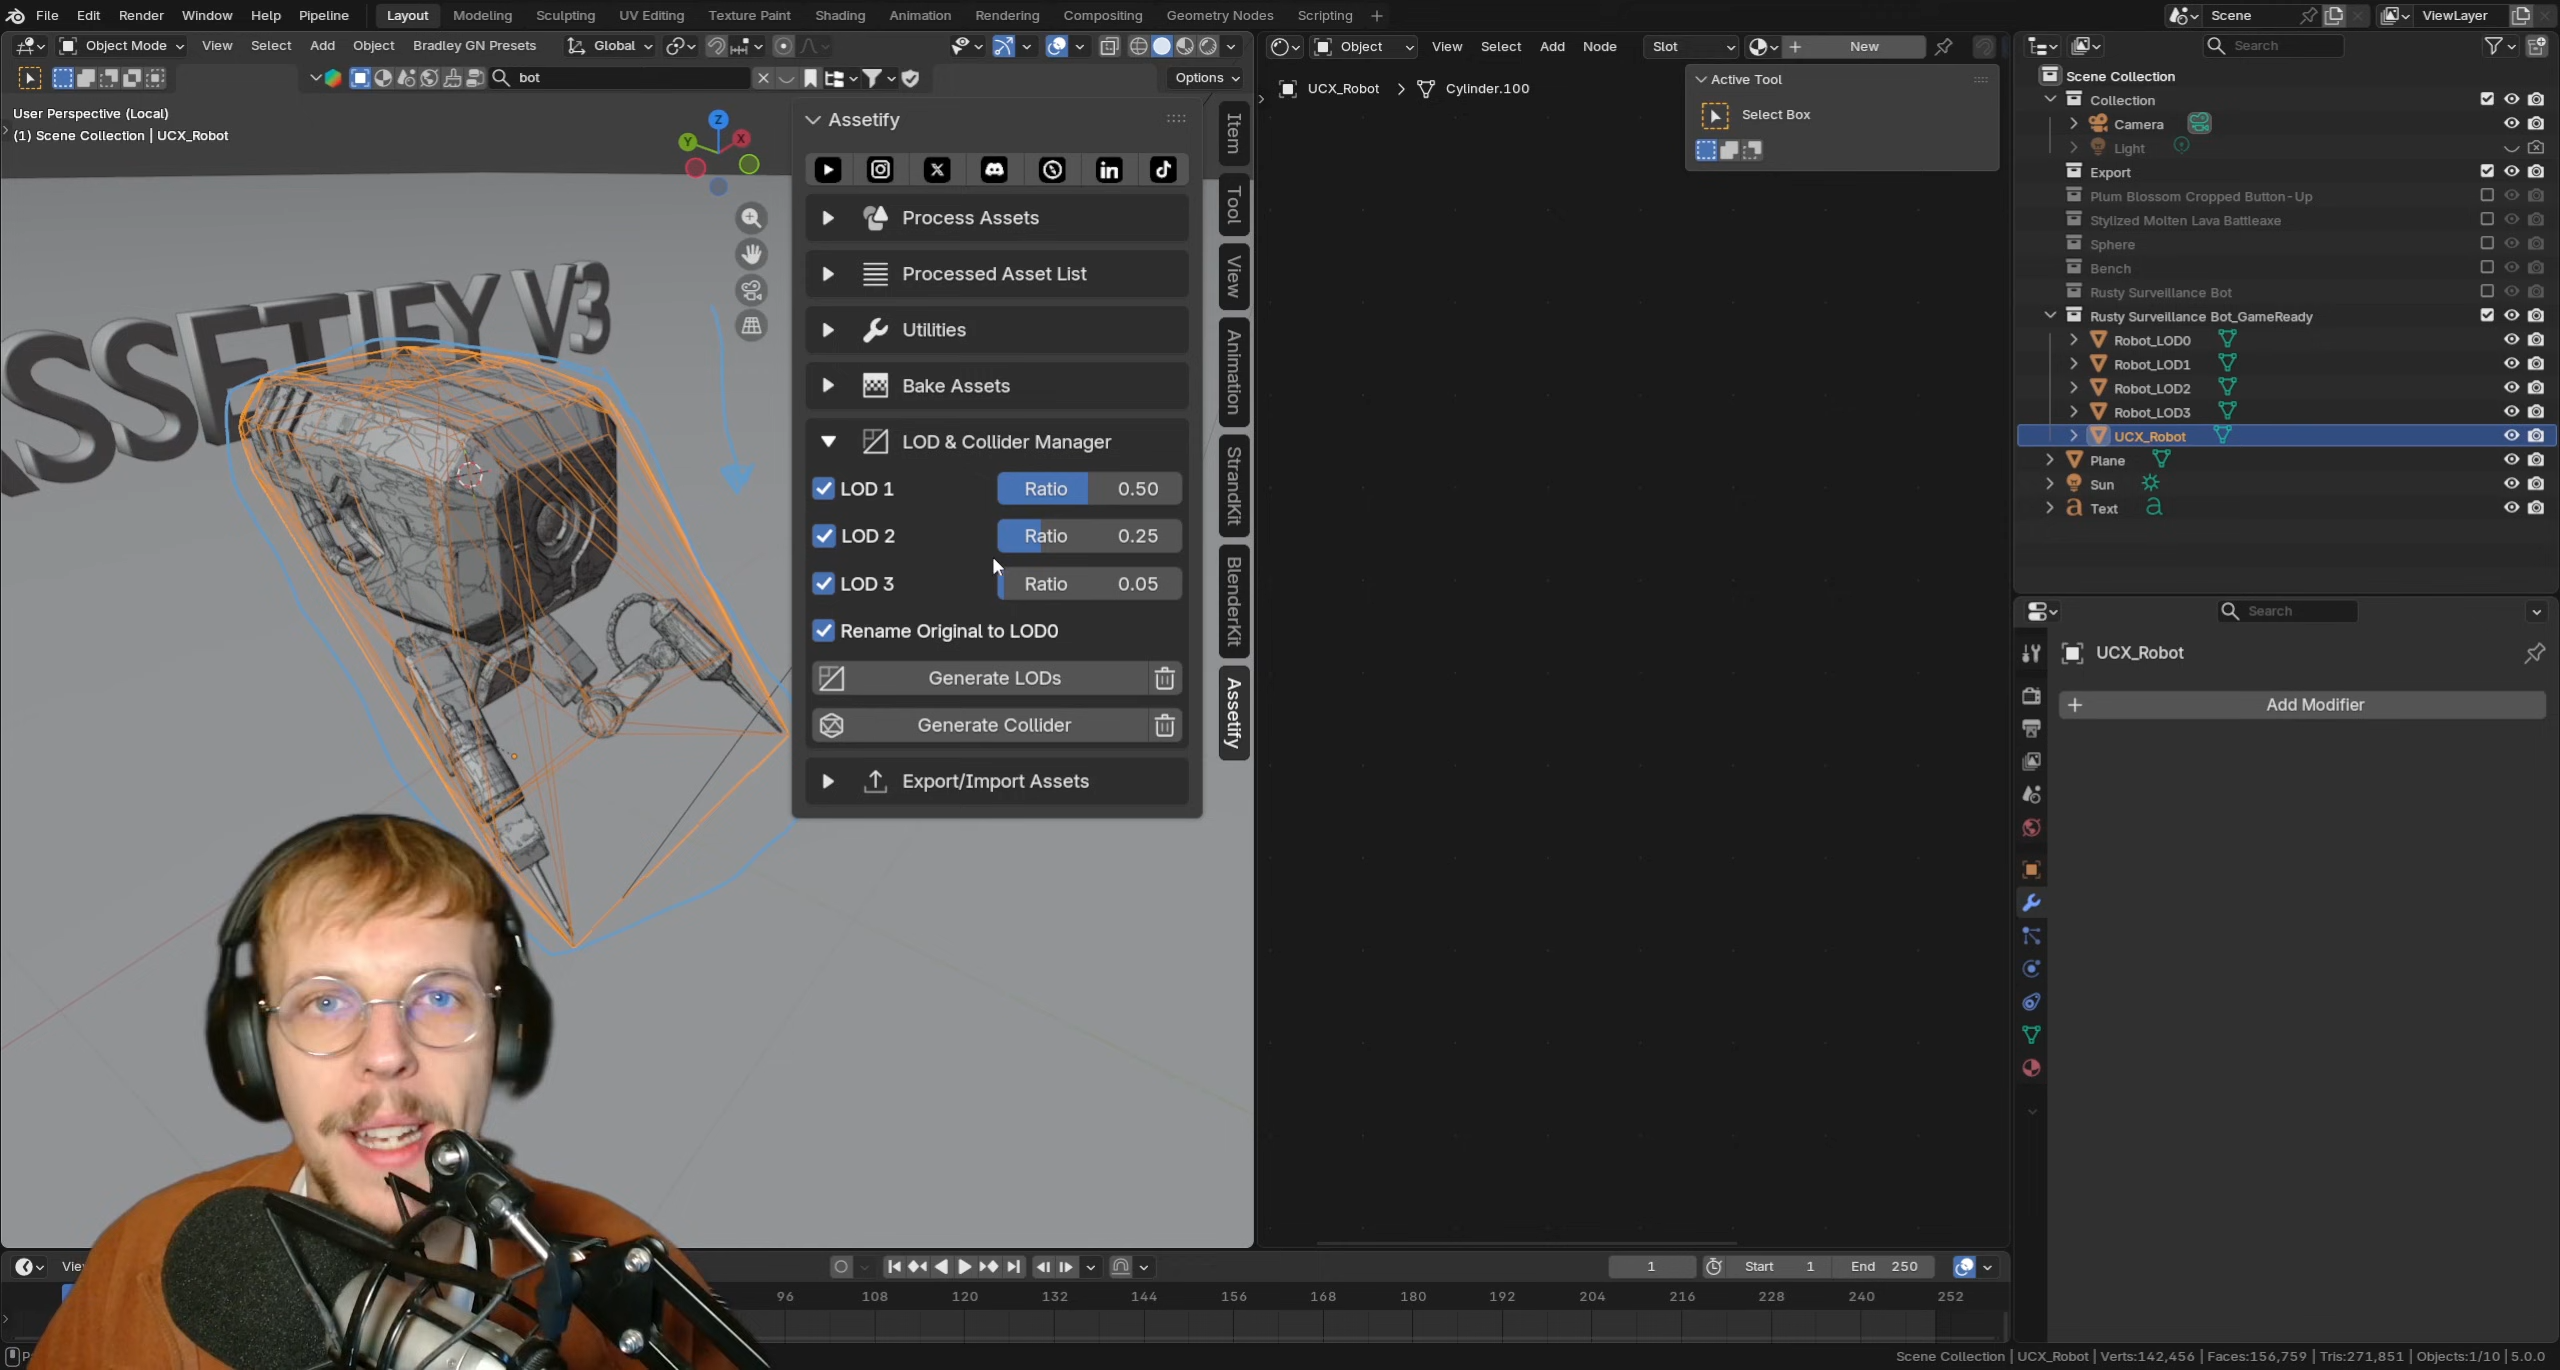 File Edit Render Window Help Pipeline Layout Modeling Sculpting UV Editing Texture Paint Shading Animation Rendering Compositing Geometry Nodes Scripting + Scene ViewLayer
Object Mode View Select Add Object Bradley GN Presets Global
bot Options
User Perspective (Local)
(1) Scene Collection | UCX_Robot
Z
Y
X
ASSETIFY V3
Assetify
Process Assets
Processed Asset List
Utilities
Bake Assets
LOD & Collider Manager
LOD 1 Ratio 0.50
LOD 2 Ratio 0.25
LOD 3 Ratio 0.05
Rename Original to LOD0
Generate LODs
Generate Collider
Export/Import Assets
Item
Tool
View
Animation
StrandKit
BlenderKit
Assetify
Object View Select Add Node Slot New
UCX_Robot > Cylinder.100
Active Tool
Select Box
Search
Scene Collection
Collection
Camera
Light
Export
Plum Blossom Cropped Button-Up
Stylized Molten Lava Battleaxe
Sphere
Bench
Rusty Surveillance Bot
Rusty Surveillance Bot_GameReady
Robot_LOD0
Robot_LOD1
Robot_LOD2
Robot_LOD3
UCX_Robot
Plane
Sun
Text
Search
UCX_Robot
+ Add Modifier
1 Start 1 End 250
96 108 120 132 144 156 168 180 192 204 216 228 240 252
Scene Collection | UCX_Robot | Verts:142,456 | Faces:156,759 | Tris:271,851 | Objects:1/10 | 5.0.0